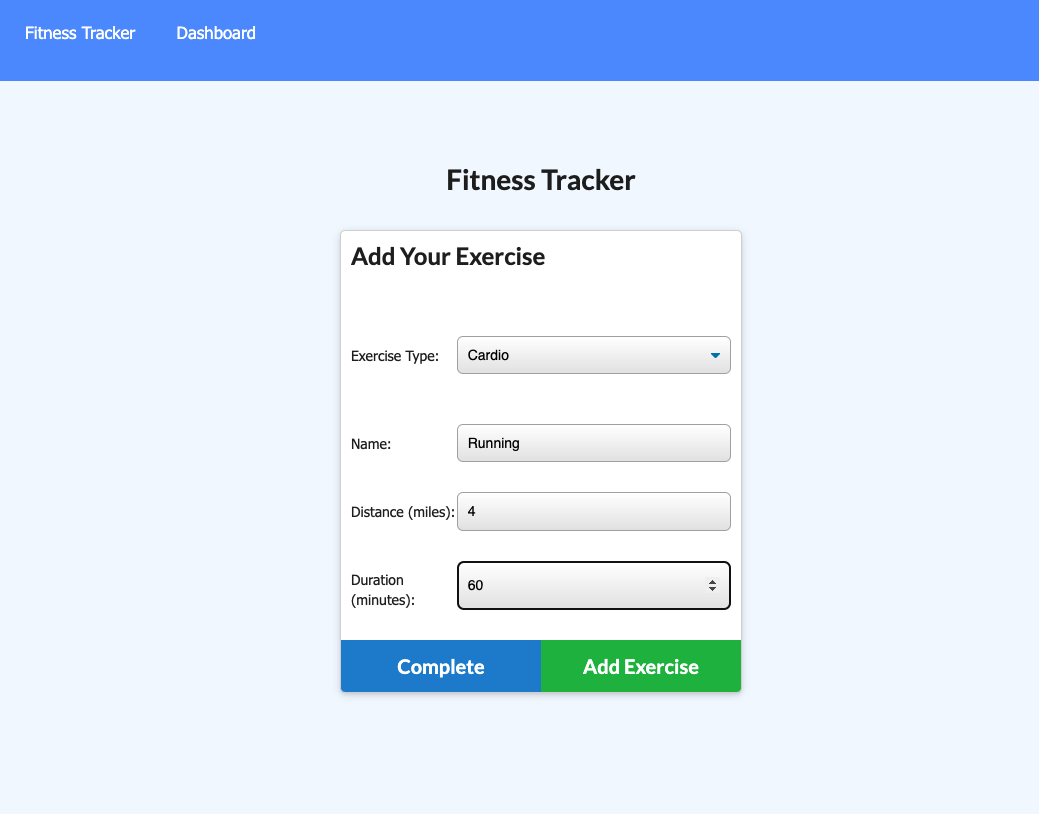 Fitness Tracker Dashboard
Fitness Tracker
Add Your Exercise
Exercise Type: Cardio
Name: Running
Distance (miles): 4
Duration (minutes): 60
Complete Add Exercise